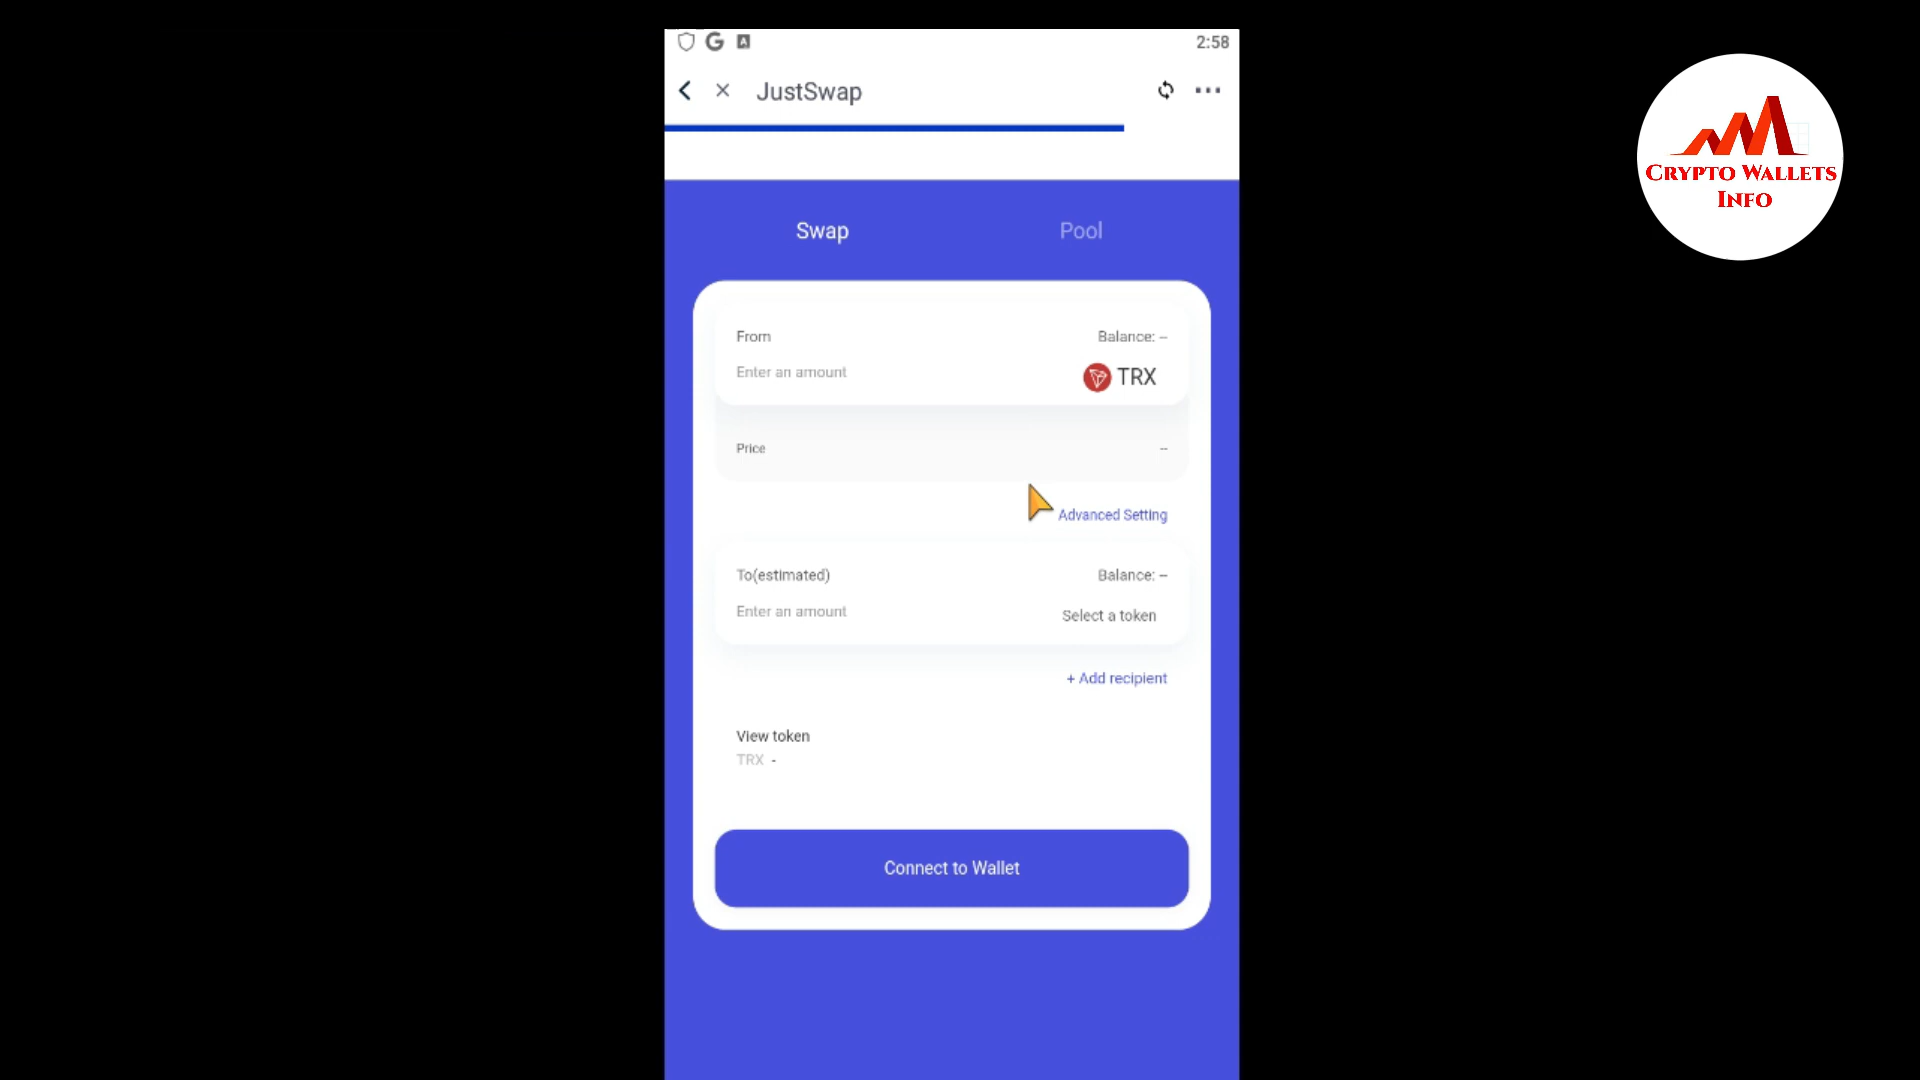 2:58
JustSwap
Swap Pool
From Balance: --
Enter an amount TRX
Price --
Advanced Setting
To(estimated) Balance: --
Enter an amount Select a token
+ Add recipient
View token
TRX -
Connect to Wallet
CRYPTO WALLETS
INFO